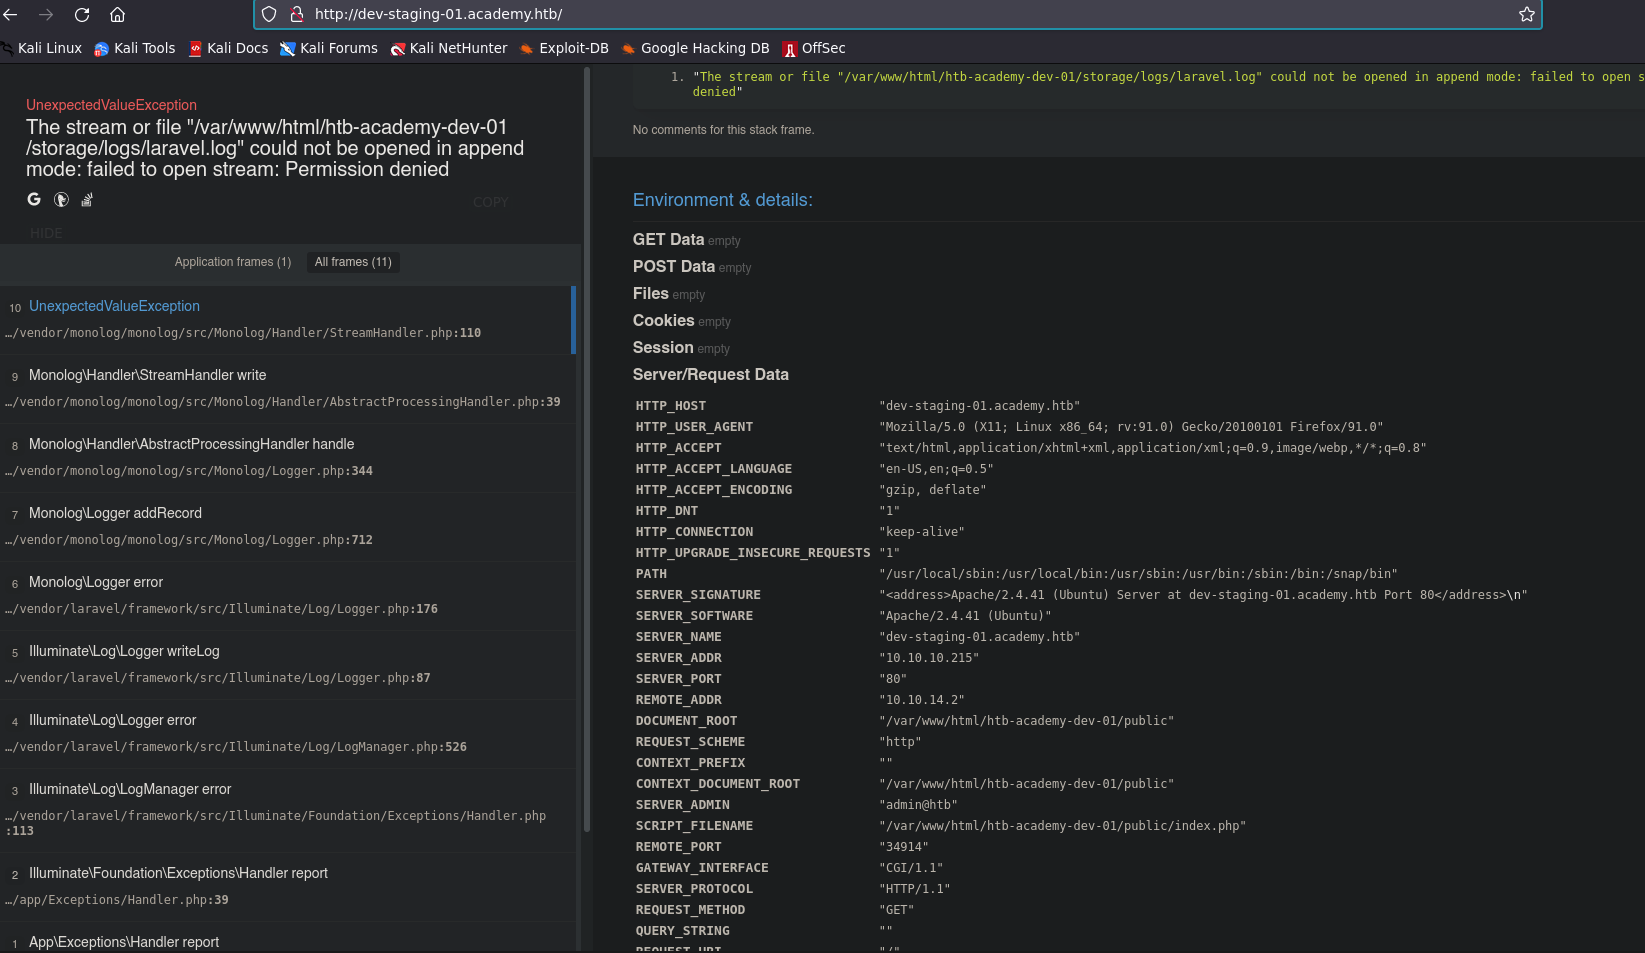 http://dev-staging-01.academy.htb/
Kali Linux Kali Tools Kali Docs Kali Forums Kali NetHunter Exploit-DB Google Hacking DB OffSec
UnexpectedValueException
The stream or file "/var/www/html/htb-academy-dev-01
/storage/logs/laravel.log" could not be opened in append
mode: failed to open stream: Permission denied
COPY
HIDE
Application frames (1) All frames (11)
10 UnexpectedValueException
…/vendor/monolog/monolog/src/Monolog/Handler/StreamHandler.php:110
9 Monolog\Handler\StreamHandler write
…/vendor/monolog/monolog/src/Monolog/Handler/AbstractProcessingHandler.php:39
8 Monolog\Handler\AbstractProcessingHandler handle
…/vendor/monolog/monolog/src/Monolog/Logger.php:344
7 Monolog\Logger addRecord
…/vendor/monolog/monolog/src/Monolog/Logger.php:712
6 Monolog\Logger error
…/vendor/laravel/framework/src/Illuminate/Log/Logger.php:176
5 Illuminate\Log\Logger writeLog
…/vendor/laravel/framework/src/Illuminate/Log/Logger.php:87
4 Illuminate\Log\Logger error
…/vendor/laravel/framework/src/Illuminate/Log/LogManager.php:526
3 Illuminate\Log\LogManager error
…/vendor/laravel/framework/src/Illuminate/Foundation/Exceptions/Handler.php
:113
2 Illuminate\Foundation\Exceptions\Handler report
…/app/Exceptions/Handler.php:39
1 App\Exceptions\Handler report
1. "The stream or file "/var/www/html/htb-academy-dev-01/storage/logs/laravel.log" could not be opened in append mode: failed to open s
denied"
No comments for this stack frame.
Environment & details:
GET Data empty
POST Data empty
Files empty
Cookies empty
Session empty
Server/Request Data
HTTP_HOST "dev-staging-01.academy.htb"
HTTP_USER_AGENT "Mozilla/5.0 (X11; Linux x86_64; rv:91.0) Gecko/20100101 Firefox/91.0"
HTTP_ACCEPT "text/html,application/xhtml+xml,application/xml;q=0.9,image/webp,*/*;q=0.8"
HTTP_ACCEPT_LANGUAGE "en-US,en;q=0.5"
HTTP_ACCEPT_ENCODING "gzip, deflate"
HTTP_DNT "1"
HTTP_CONNECTION "keep-alive"
HTTP_UPGRADE_INSECURE_REQUESTS "1"
PATH "/usr/local/sbin:/usr/local/bin:/usr/sbin:/usr/bin:/sbin:/bin:/snap/bin"
SERVER_SIGNATURE "<address>Apache/2.4.41 (Ubuntu) Server at dev-staging-01.academy.htb Port 80</address>\n"
SERVER_SOFTWARE "Apache/2.4.41 (Ubuntu)"
SERVER_NAME "dev-staging-01.academy.htb"
SERVER_ADDR "10.10.10.215"
SERVER_PORT "80"
REMOTE_ADDR "10.10.14.2"
DOCUMENT_ROOT "/var/www/html/htb-academy-dev-01/public"
REQUEST_SCHEME "http"
CONTEXT_PREFIX ""
CONTEXT_DOCUMENT_ROOT "/var/www/html/htb-academy-dev-01/public"
SERVER_ADMIN "admin@htb"
SCRIPT_FILENAME "/var/www/html/htb-academy-dev-01/public/index.php"
REMOTE_PORT "34914"
GATEWAY_INTERFACE "CGI/1.1"
SERVER_PROTOCOL "HTTP/1.1"
REQUEST_METHOD "GET"
QUERY_STRING ""
REQUEST_URI "/"